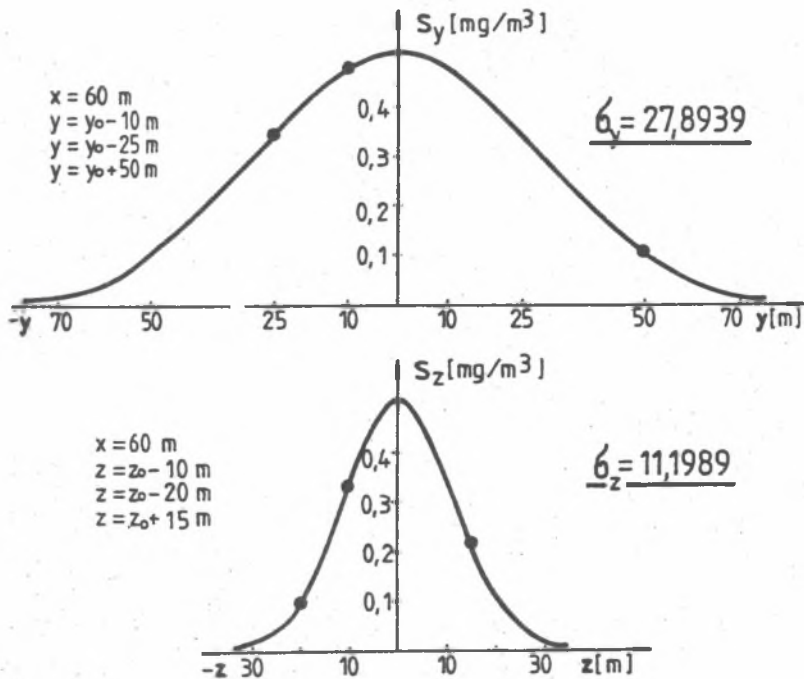 Sy [mg/m³]
x = 60 m
y = y₀ – 10 m
y = y₀ – 25 m
y = y₀ + 50 m
бy = 27,8939
0,4
0,3
0,2
0,1
-y 70 50 25 10 10 25 50 70 y[m]
Sz [mg/m³]
x = 60 m
z = z₀ – 10 m
z = z₀ – 20 m
z = z₀ + 15 m
бz = 11,1989
0,4
0,3
0,2
0,1
-z 30 10 10 30 z[m]